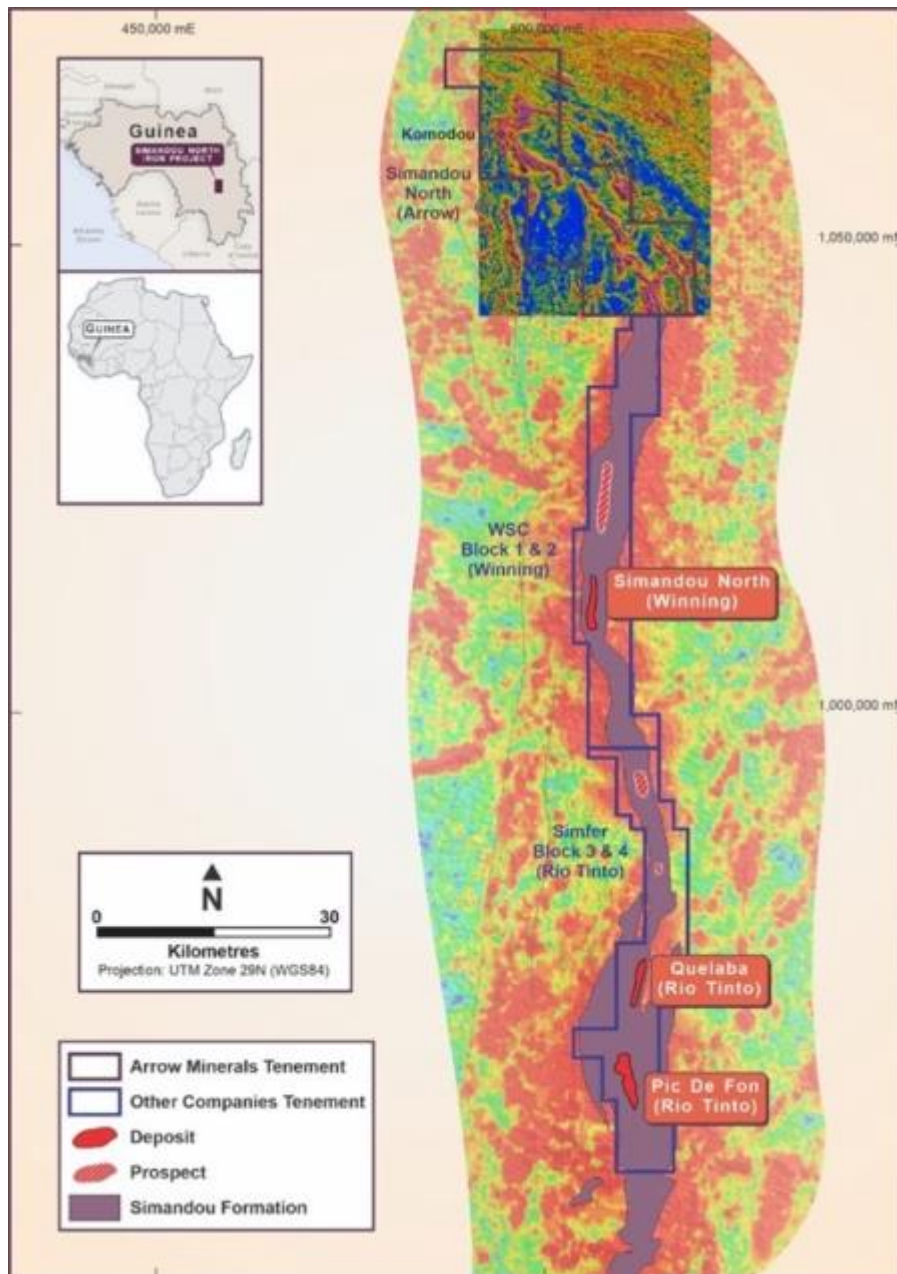 450,000 mE
500,000 mE
Guinea
SIMANDOU NORTH
IRON PROJECT
GUINEA
Komodou
Simandou
North
(Arrow)
1,050,000 mN
WSC
Block 1 & 2
(Winning)
Simandou North
(Winning)
1,000,000 mN
Simfer
Block 3 & 4
(Rio Tinto)
N
0
30
Kilometres
Projection: UTM Zone 29N (WGS84)
Quelaba
(Rio Tinto)
Pic De Fon
(Rio Tinto)
Arrow Minerals Tenement
Other Companies Tenement
Deposit
Prospect
Simandou Formation